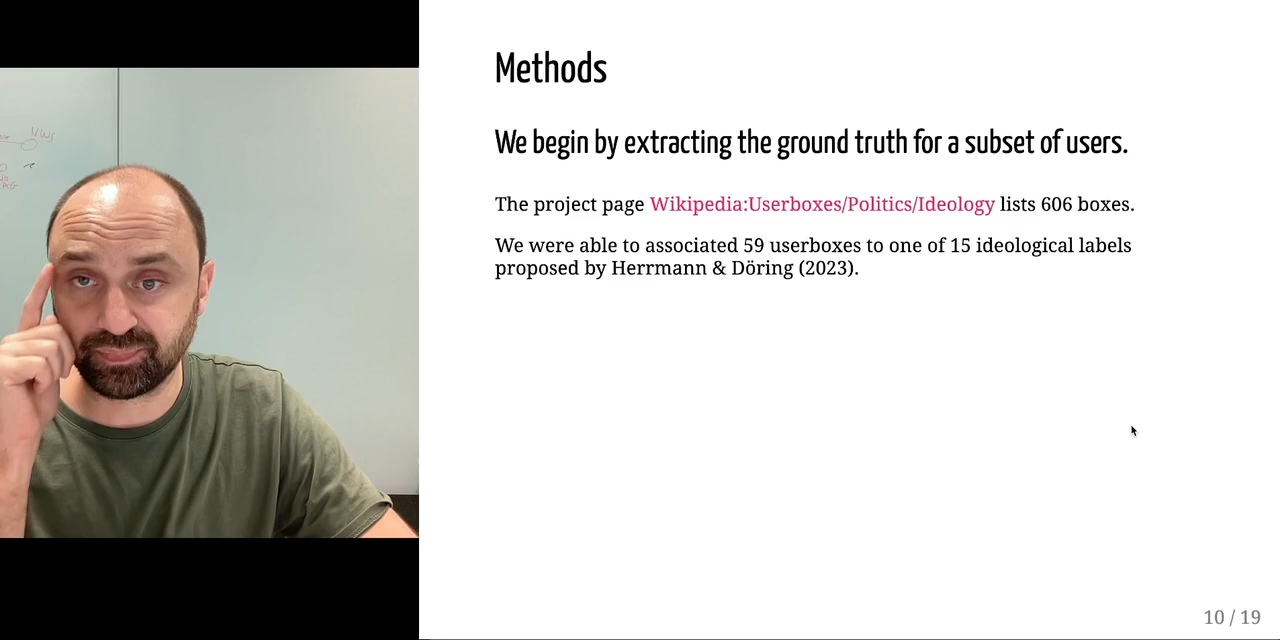 Methods
We begin by extracting the ground truth for a subset of users.
The project page Wikipedia:Userboxes/Politics/Ideology lists 606 boxes.
We were able to associated 59 userboxes to one of 15 ideological labels
proposed by Herrmann & Döring (2023).
10 / 19